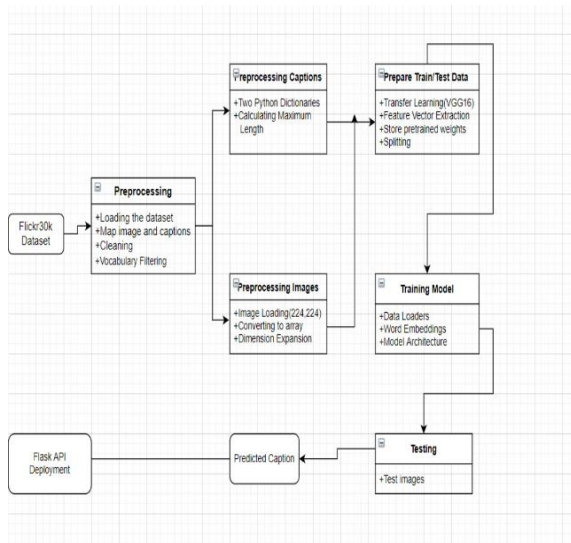 Preprocessing Captions
+Two Python Dictonaries
+Calculating Maximum
Length
Prepare Train/Test Data
+Transfer Learning(VGG16)
+Feature Vector Extraction
+Store pretrained weights
+Splitting
Preprocessing
+Loading the dataset
+Map image and captions
+Cleaning
+Vocabulary Filtering
Flickr30k
Dataset
Preprocessing Images
+Image Loading(224,224)
+Converting to array
+Dimension Expansion
Training Model
+Data Loaders
+Word Embeddings
+Model Architecture
Flask API
Deployment
Predicted Caption
Testing
+Test images